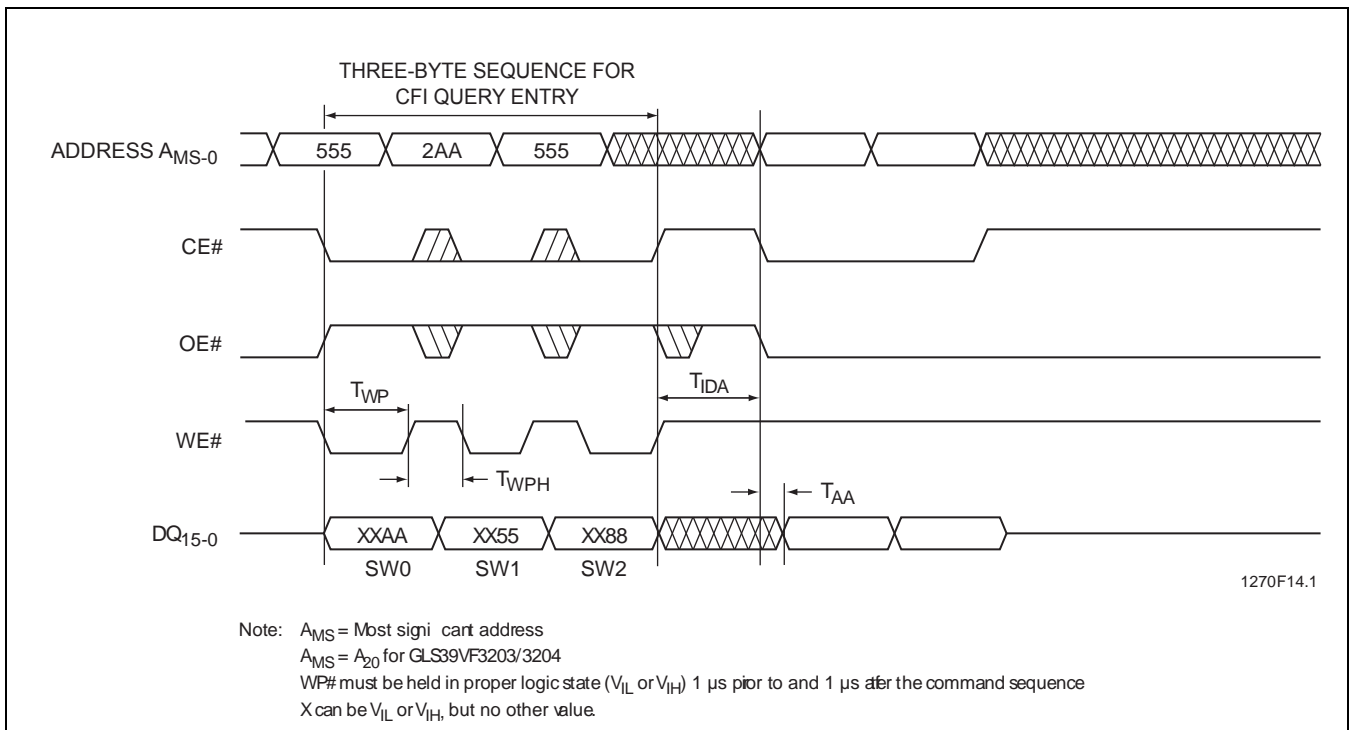 THREE-BYTE SEQUENCE FOR
CFI QUERY ENTRY
ADDRESS AMS-0
555
2AA
555
CE#
OE#
TWP
TIDA
WE#
TWPH
TAA
DQ15-0
XXAA
XX55
XX88
SW0
SW1
SW2
1270F14.1
Note: AMS = Most signi cant address
AMS = A20 for GLS39VF3203/3204
WP# must be held in proper logic state (VIL or VIH) 1 µs prior to and 1 µs after the command sequence
X can be VIL or VIH, but no other value.